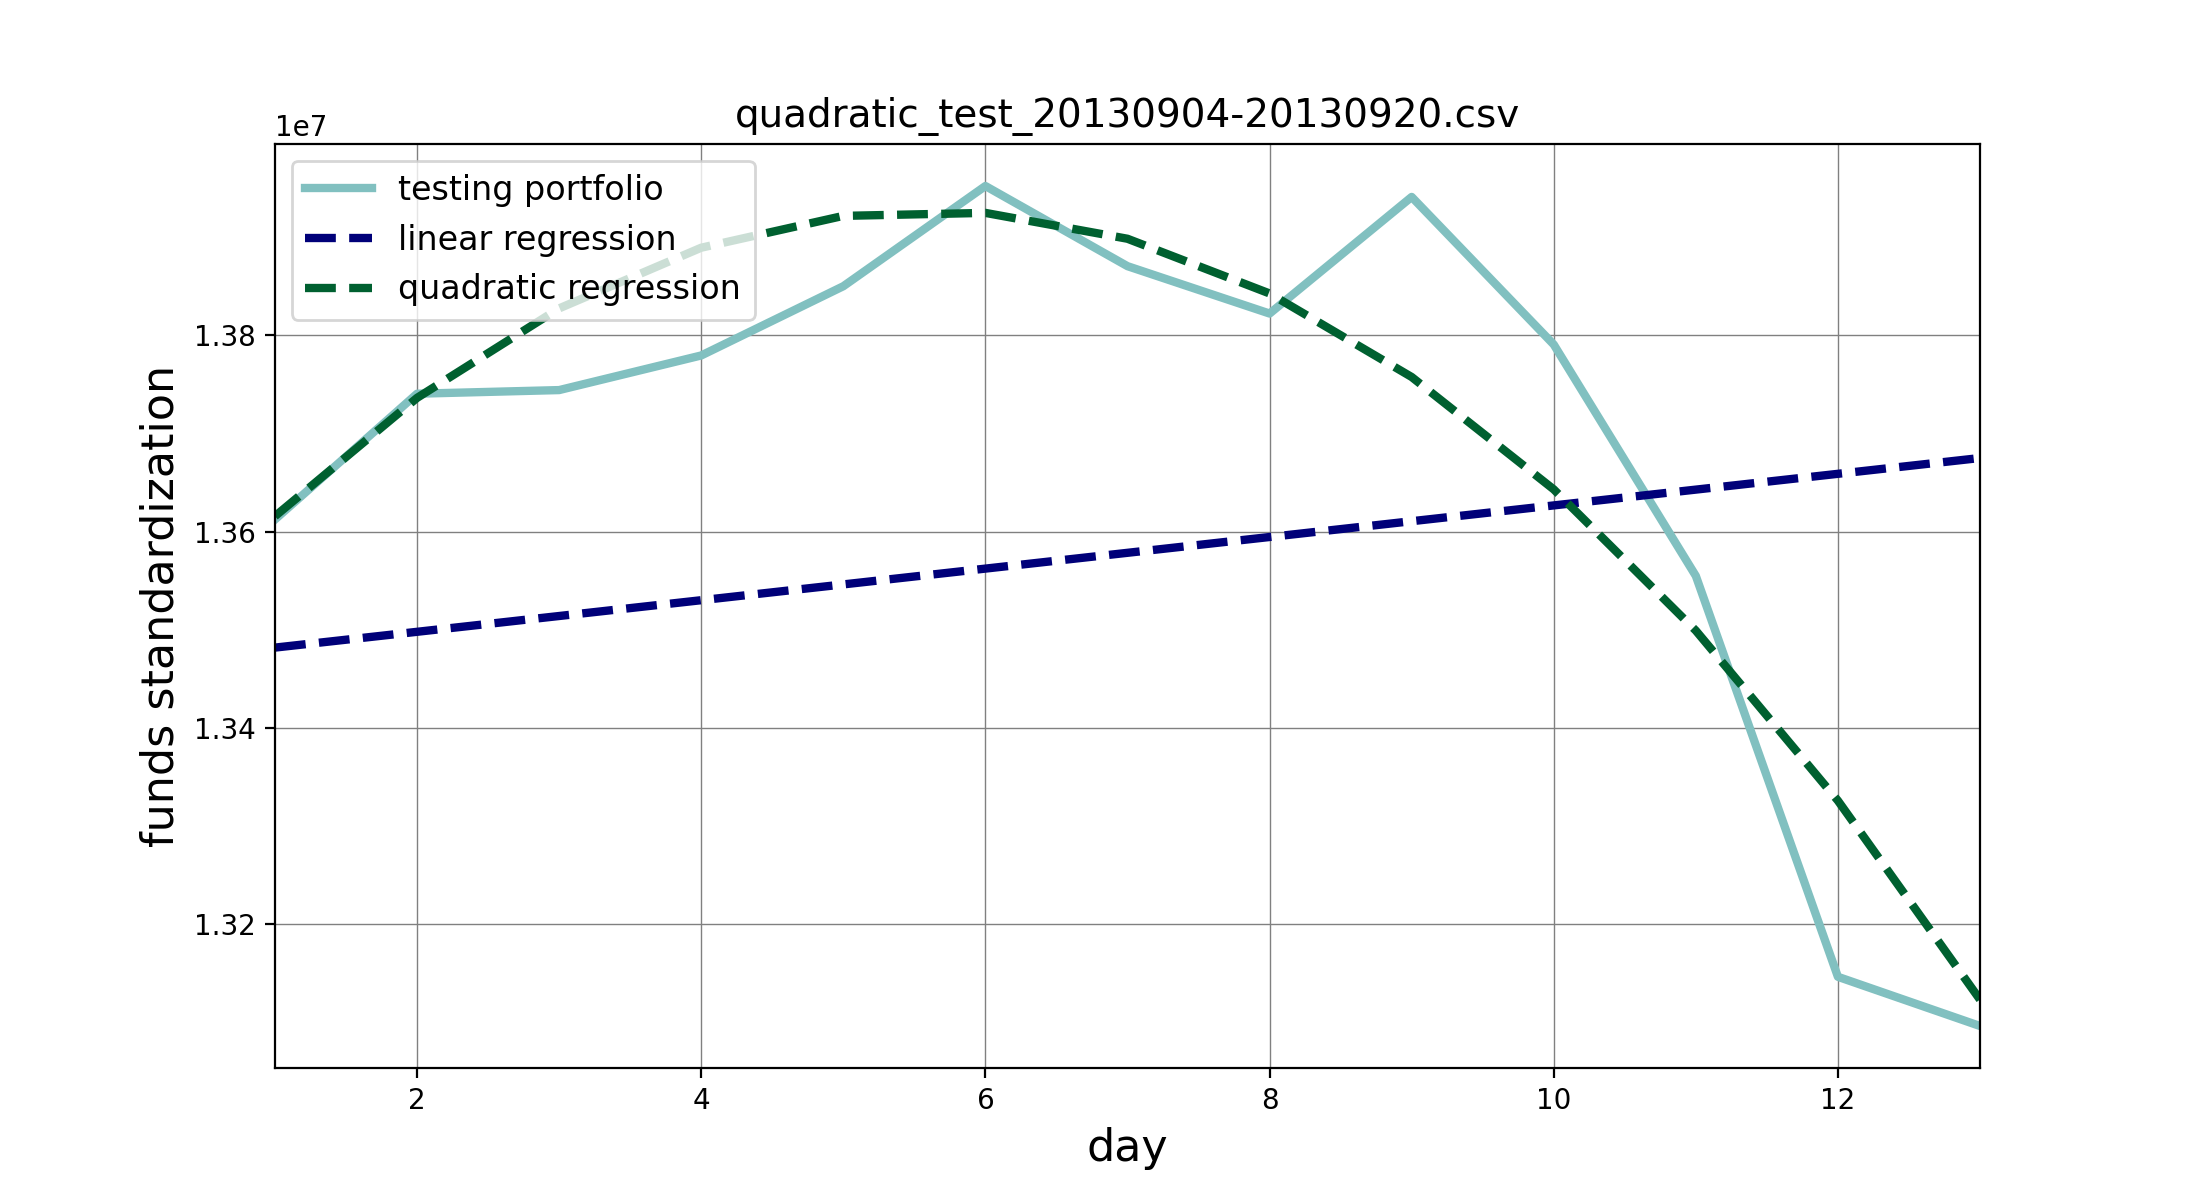 quadratic_test_20130904-20130920.csv
1e7
testing portfolio
linear regression
quadratic regression
1.38
1.36
1.34
1.32
funds standardization
2 4 6 8 10 12
day